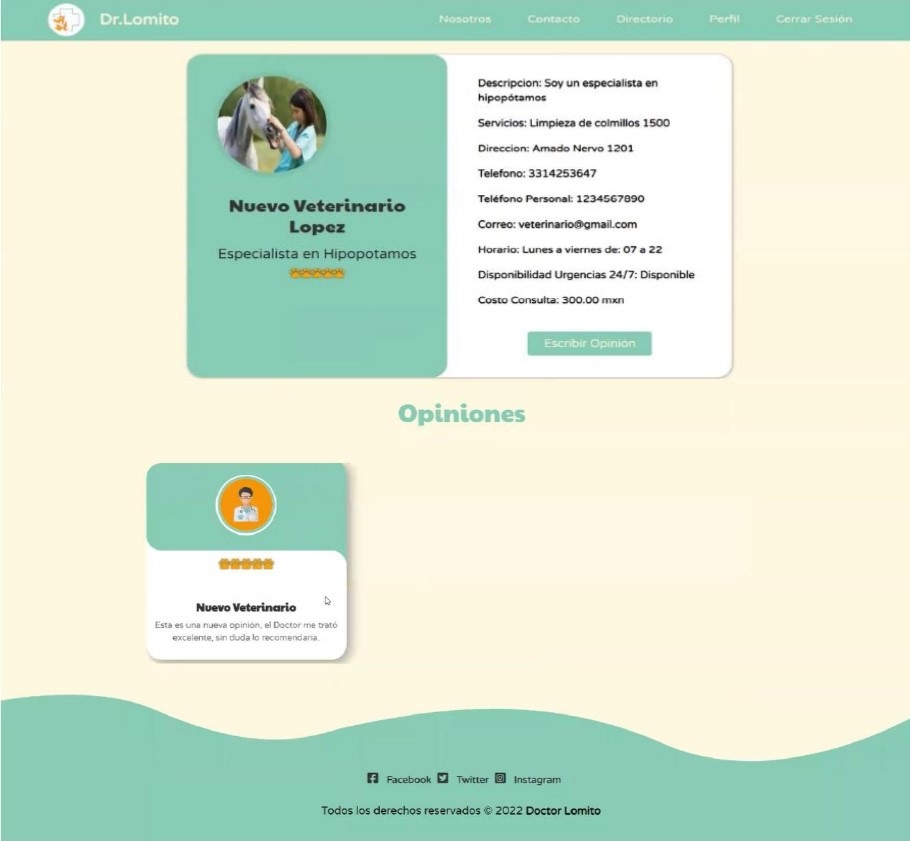 Dr.Lomito
Nosotros Contacto Directorio Perfil Cerrar Sesión
Nuevo Veterinario
Lopez
Especialista en Hipopotamos
Descripcion: Soy un especialista en
hipopótamos
Servicios: Limpieza de colmillos 1500
Direccion: Amado Nervo 1201
Telefono: 3314253647
Teléfono Personal: 1234567890
Correo: veterinario@gmail.com
Horario: Lunes a viernes de: 07 a 22
Disponibilidad Urgencias 24/7: Disponible
Costo Consulta: 300.00 mxn
Escribir Opinión
Opiniones
Nuevo Veterinario
Esta es una nueva opinión, el Doctor me trató
excelente, sin duda lo recomendaria.
Facebook Twitter Instagram
Todos los derechos reservados © 2022 Doctor Lomito